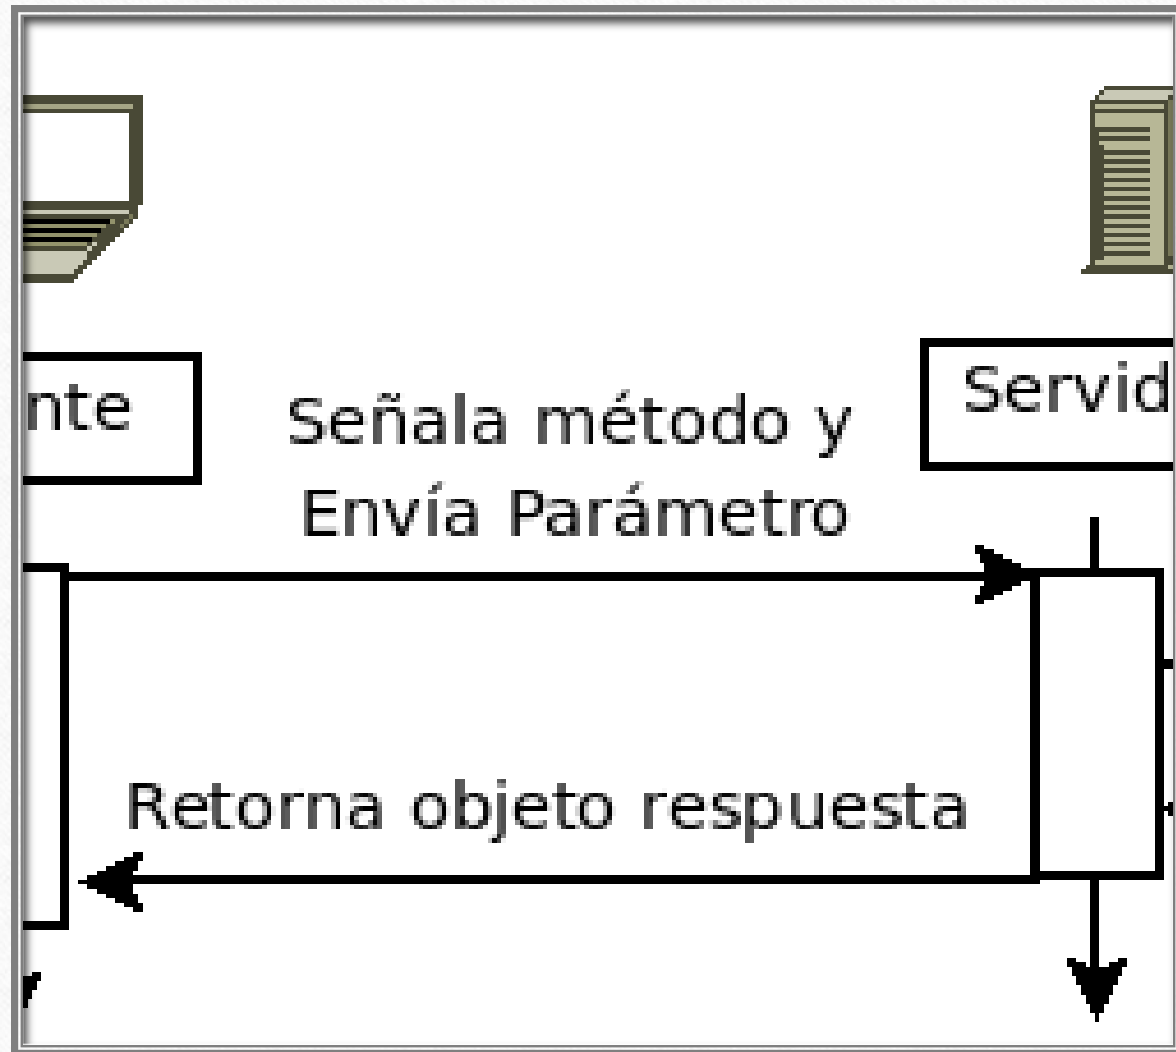 nte
Servid
Señala método y
Envía Parámetro
Retorna objeto respuesta